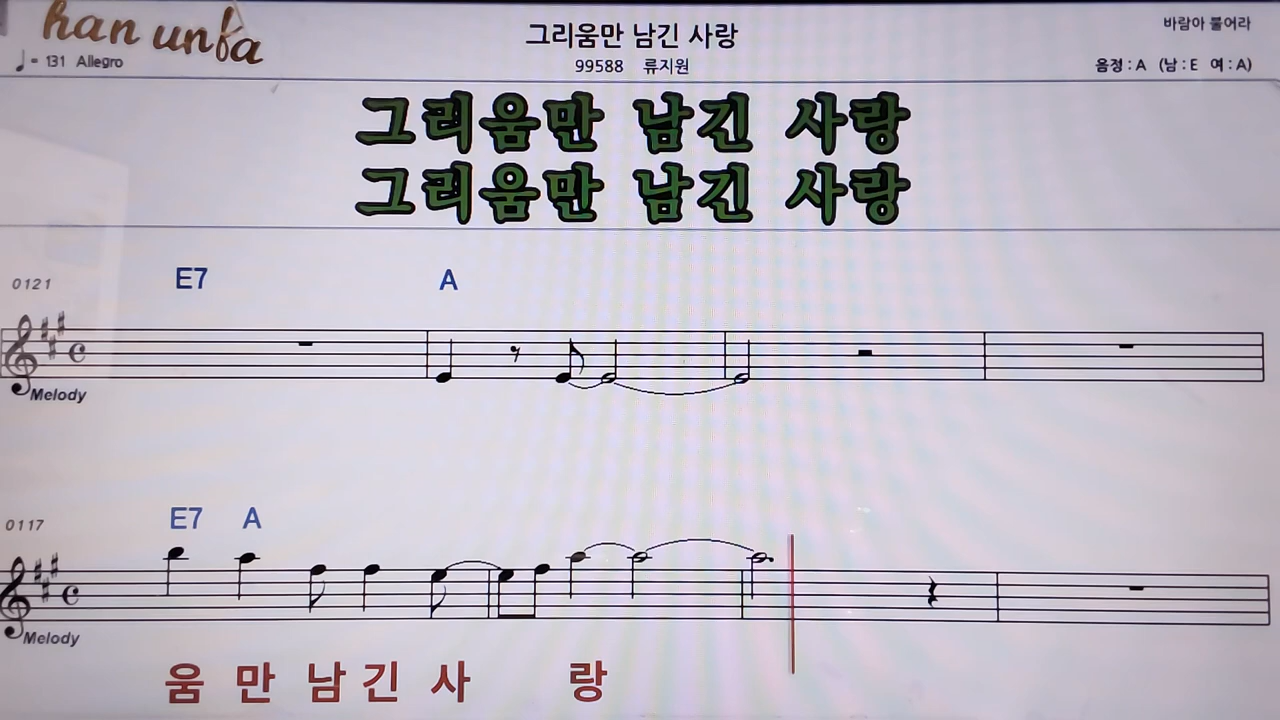 han unfa
그리움만 남긴 사랑
바람아 불어라
♩= 131 Allegro
99588 류지원
음정 : A (남 : E 여 : A)
그리움만 남긴 사랑
그리움만 남긴 사랑
0121 E7 A
Melody
0117 E7 A
Melody
움 만 남 긴 사 랑